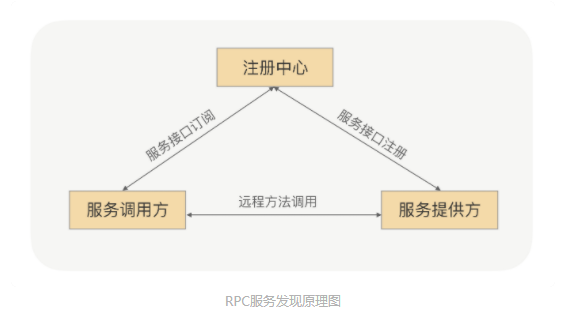 注册中心
服务接口订阅
服务接口注册
服务调用方
远程方法调用
服务提供方
RPC服务发现原理图